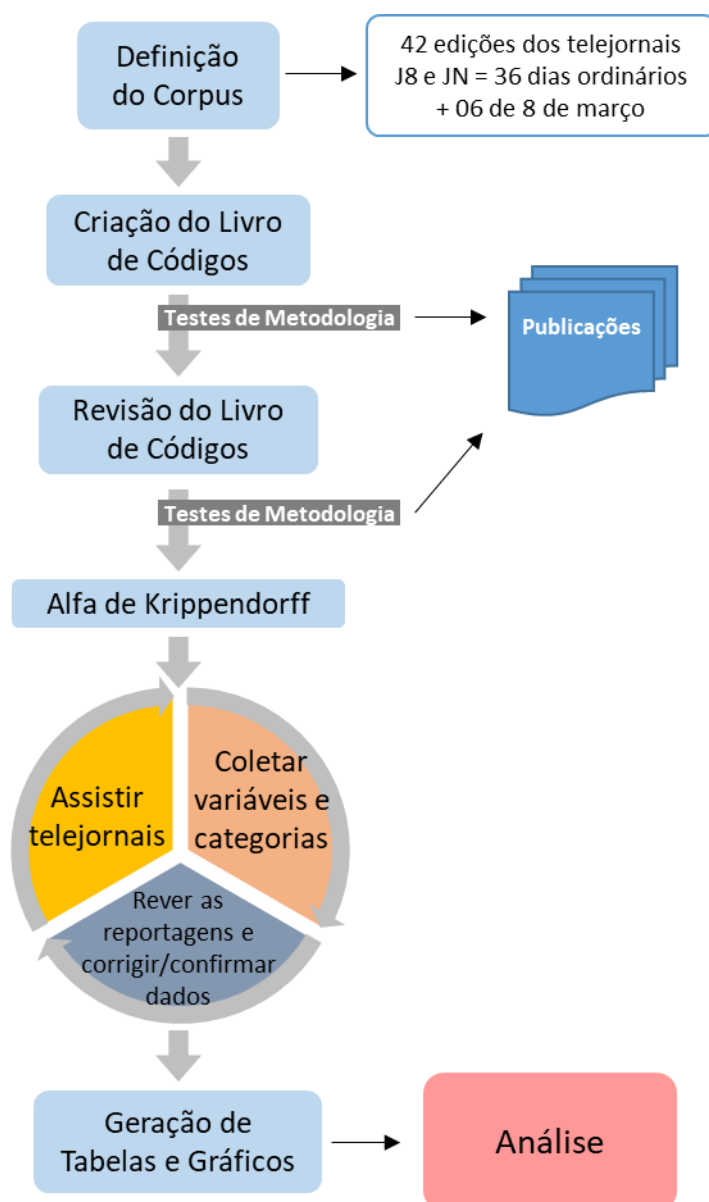 Definição
do Corpus
42 edições dos telejornais
J8 e JN = 36 dias ordinários
+ 06 de 8 de março
Criação do Livro
de Códigos
Testes de Metodologia
Publicações
Revisão do Livro
de Códigos
Testes de Metodologia
Alfa de Krippendorff
Assistir
telejornais
Coletar
variáveis e
categorias
Rever as
reportagens e
corrigir/confirmar
dados
Geração de
Tabelas e Gráficos
Análise